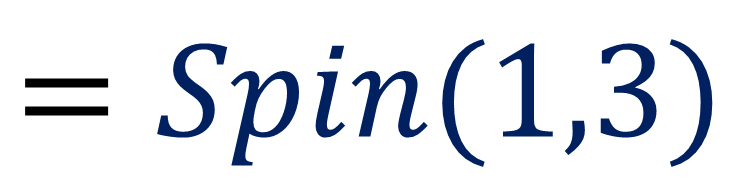 = Spin(1,3)